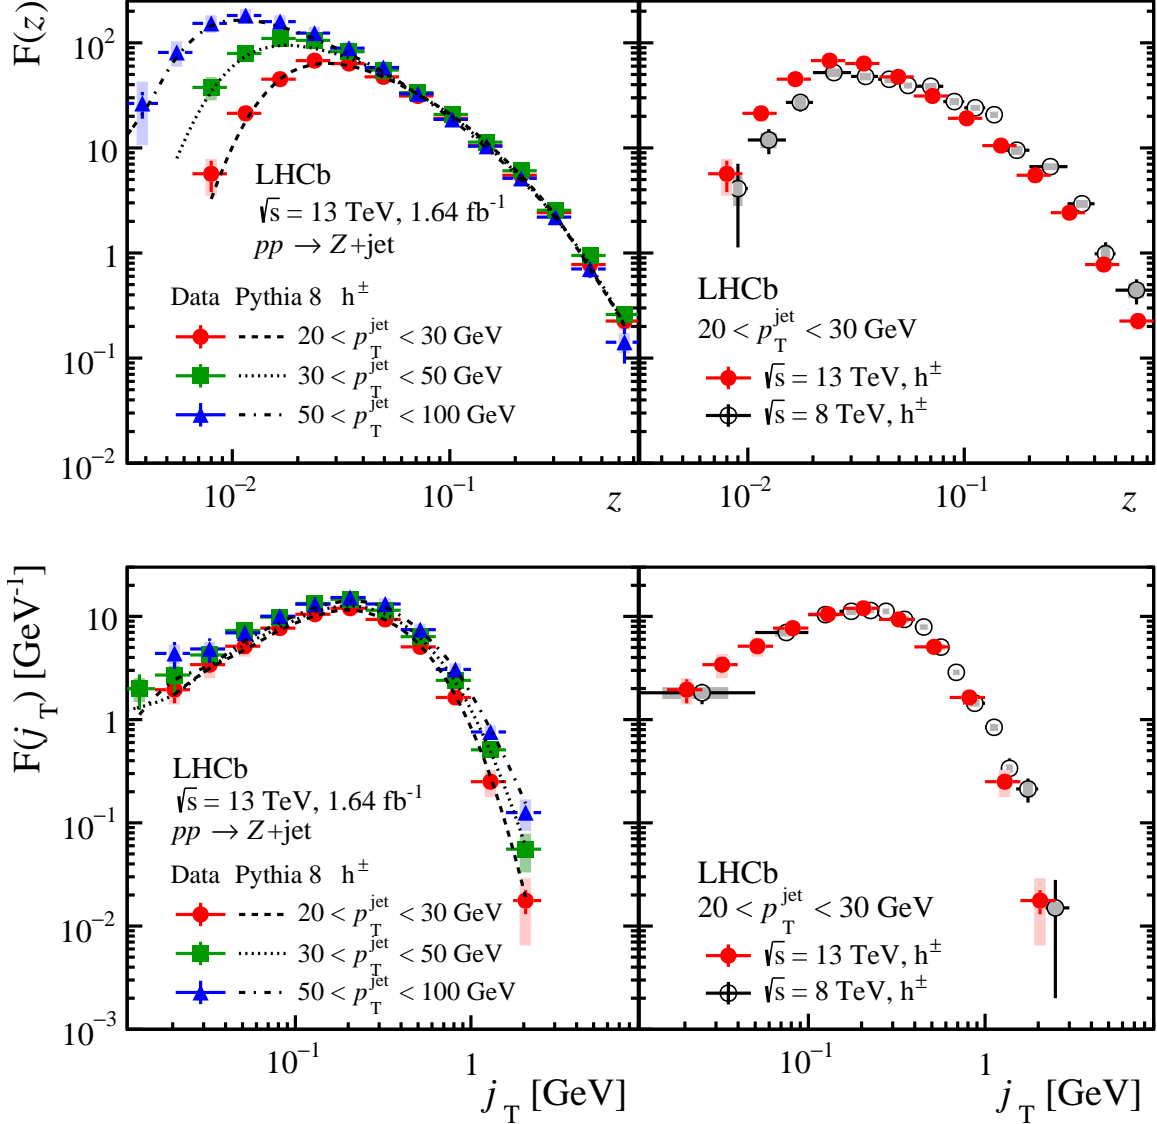 F(z)
10²
10
1
10⁻¹
10⁻²
LHCb
√s = 13 TeV, 1.64 fb⁻¹
pp → Z+jet
Data Pythia 8 h±
20 < p_T^jet < 30 GeV
30 < p_T^jet < 50 GeV
50 < p_T^jet < 100 GeV
10⁻² 10⁻¹ z
LHCb
20 < p_T^jet < 30 GeV
√s = 13 TeV, h±
√s = 8 TeV, h±
10⁻² 10⁻¹ z
F(j_T) [GeV⁻¹]
10
1
10⁻¹
10⁻²
10⁻³
LHCb
√s = 13 TeV, 1.64 fb⁻¹
pp → Z+jet
Data Pythia 8 h±
20 < p_T^jet < 30 GeV
30 < p_T^jet < 50 GeV
50 < p_T^jet < 100 GeV
10⁻¹ 1
j_T [GeV]
LHCb
20 < p_T^jet < 30 GeV
√s = 13 TeV, h±
√s = 8 TeV, h±
10⁻¹ 1
j_T [GeV]